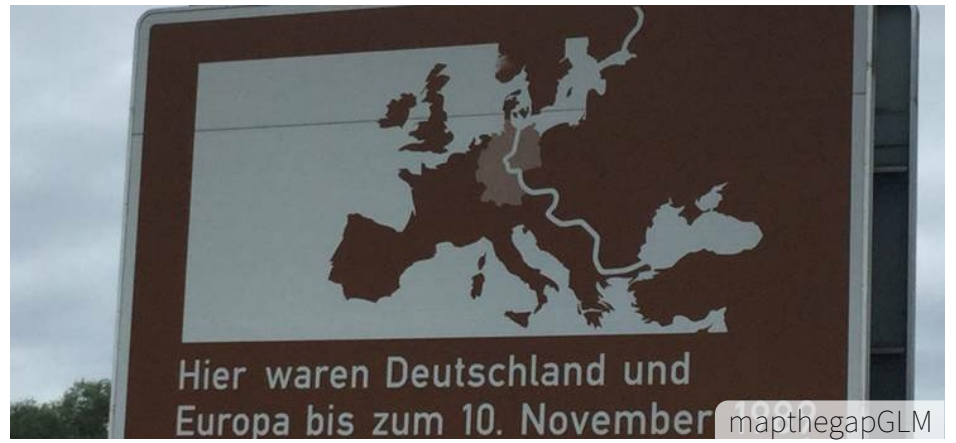 Hier waren Deutschland und
Europa bis zum 10. November
mapthegapGLM